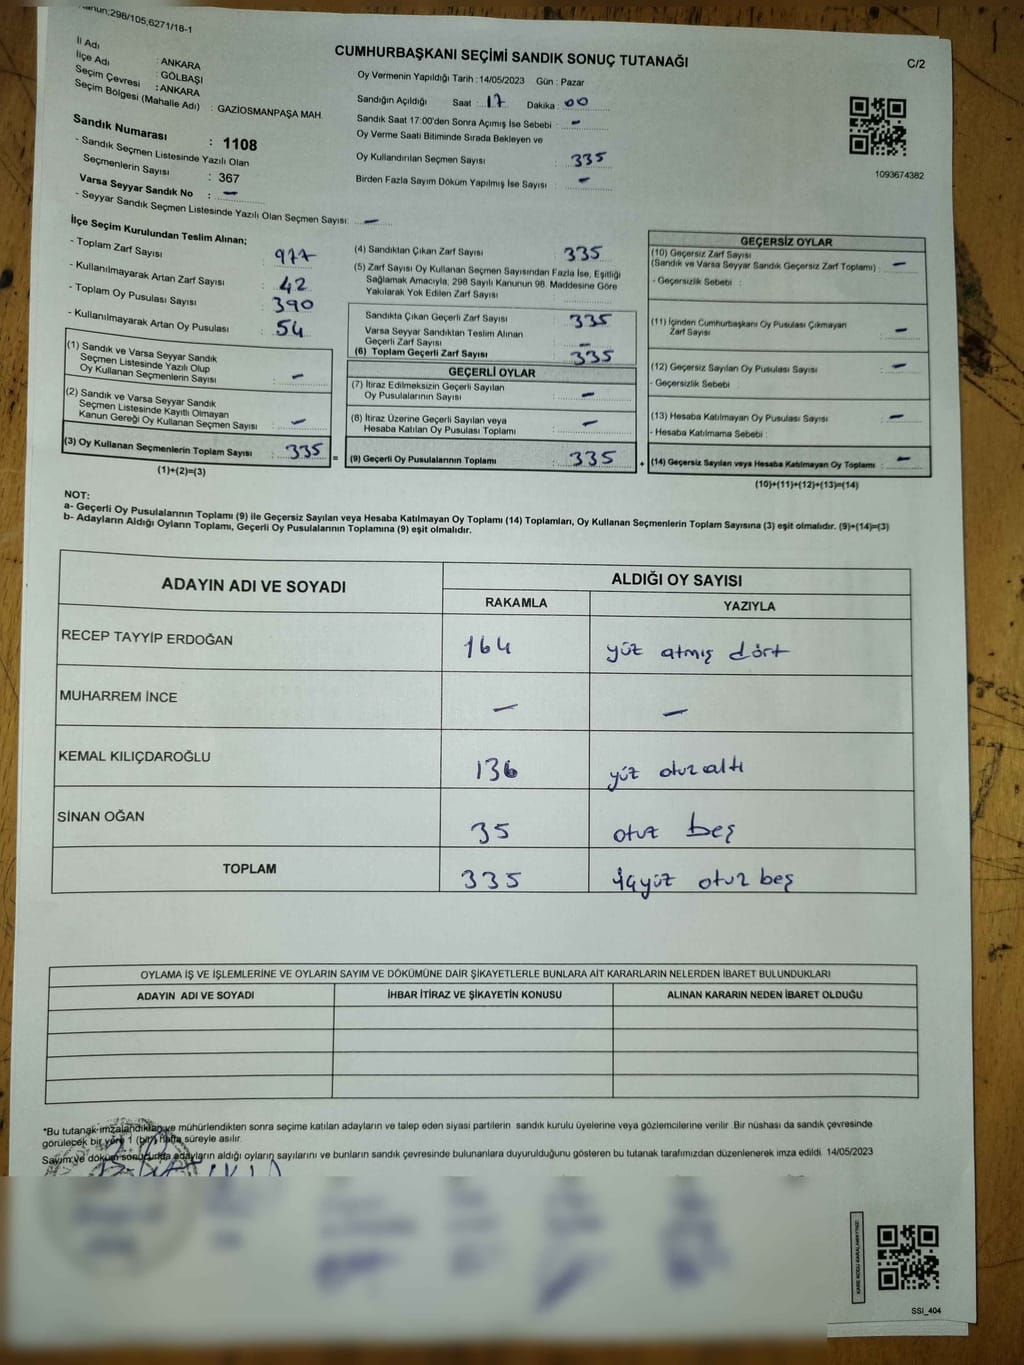 Kanun:298/105,6271/18-1
CUMHURBAŞKANI SEÇİMİ SANDIK SONUÇ TUTANAĞI
C/2
İl Adı : ANKARA
İlçe Adı : GÖLBAŞI
Seçim Çevresi : ANKARA
Seçim Bölgesi (Mahalle Adı) : GAZİOSMANPAŞA MAH.
Sandık Numarası : 1108
- Sandık Seçmen Listesinde Yazılı Olan
Seçmenlerin Sayısı : 367
Varsa Seyyar Sandık No : -
- Seyyar Sandık Seçmen Listesinde Yazılı Olan Seçmen Sayısı: -
Oy Vermenin Yapıldığı Tarih : 14/05/2023 Gün : Pazar
Sandığın Açıldığı Saat : 17 Dakika : 00
Sandık Saat 17:00'den Sonra Açımış İse Sebebi : -
Oy Verme Saati Bitiminde Sırada Bekleyen ve
Oy Kullandırılan Seçmen Sayısı : 335
Birden Fazla Sayım Döküm Yapılmış İse Sayısı : -
1093674382
İlçe Seçim Kurulundan Teslim Alınan;
- Toplam Zarf Sayısı : 977
- Kullanılmayarak Artan Zarf Sayısı : 42
- Toplam Oy Pusulası Sayısı : 390
- Kullanılmayarak Artan Oy Pusulası : 54
(1) Sandık ve Varsa Seyyar Sandık
Seçmen Listesinde Yazılı Olup
Oy Kullanan Seçmenlerin Sayısı : -
(2) Sandık ve Varsa Seyyar Sandık
Seçmen Listesinde Kayıtlı Olmayan
Kanun Gereği Oy Kullanan Seçmen Sayısı : -
(3) Oy Kullanan Seçmenlerin Toplam Sayısı : 335
(1)+(2)=(3)
=
(4) Sandıktan Çıkan Zarf Sayısı : 335
(5) Zarf Sayısı Oy Kullanan Seçmen Sayısından Fazla İse, Eşitliği
Sağlamak Amacıyla, 298 Sayılı Kanunun 98. Maddesine Göre
Yakılarak Yok Edilen Zarf Sayısı :
Sandıkta Çıkan Geçerli Zarf Sayısı : 335
Varsa Seyyar Sandıktan Teslim Alınan
Geçerli Zarf Sayısı : -
(6) Toplam Geçerli Zarf Sayısı : 335
GEÇERLİ OYLAR
(7) İtiraz Edilmeksizin Geçerli Sayılan
Oy Pusulalarının Sayısı : -
(8) İtiraz Üzerine Geçerli Sayılan veya
Hesaba Katılan Oy Pusulası Toplamı : -
(9) Geçerli Oy Pusulalarının Toplamı : 335
+
GEÇERSİZ OYLAR
(10) Geçersiz Zarf Sayısı
(Sandık ve Varsa Seyyar Sandık Geçersiz Zarf Toplamı) : -
- Geçersizlik Sebebi :
(11) İçinden Cumhurbaşkanı Oy Pusulası Çıkmayan
Zarf Sayısı : -
(12) Geçersiz Sayılan Oy Pusulası Sayısı : -
- Geçersizlik Sebebi :
(13) Hesaba Katılmayan Oy Pusulası Sayısı : -
- Hesaba Katılmama Sebebi :
(14) Geçersiz Sayılan veya Hesaba Katılmayan Oy Toplamı : -
(10)+(11)+(12)+(13)=(14)
NOT:
a- Geçerli Oy Pusulalarının Toplamı (9) ile Geçersiz Sayılan veya Hesaba Katılmayan Oy Toplamı (14) Toplamları, Oy Kullanan Seçmenlerin Toplam Sayısına (3) eşit olmalıdır. (9)+(14)=(3)
b- Adayların Aldığı Oyların Toplamı, Geçerli Oy Pusulalarının Toplamına (9) eşit olmalıdır.
ADAYIN ADI VE SOYADI
ALDIĞI OY SAYISI
RAKAMLA YAZIYLA
RECEP TAYYİP ERDOĞAN 164 yüz atmış dört
MUHARREM İNCE - -
KEMAL KILIÇDAROĞLU 136 yüz otuz altı
SİNAN OĞAN 35 otuz beş
TOPLAM 335 üçyüz otuz beş
OYLAMA İŞ VE İŞLEMLERİNE VE OYLARIN SAYIM VE DÖKÜMÜNE DAİR ŞİKAYETLERLE BUNLARA AİT KARARLARIN NELERDEN İBARET BULUNDUKLARI
ADAYIN ADI VE SOYADI İHBAR İTİRAZ VE ŞİKAYETİN KONUSU ALINAN KARARIN NEDEN İBARET OLDUĞU
*Bu tutanak imzalandıktan ve mühürlendikten sonra seçime katılan adayların ve talep eden siyasi partilerin sandık kurulu üyelerine veya gözlemcilerine verilir .Bir nüshası da sandık çevresinde
görülebilecek bir yere 1 (bir) hafta süreyle asılır.
Sayım ve döküm sonucunda adayların aldığı oyların sayılarını ve bunların sandık çevresinde bulunanlara duyurulduğunu gösteren bu tutanak tarafımızdan düzenlenerek imza edildi. 14/05/2023
SSI_404